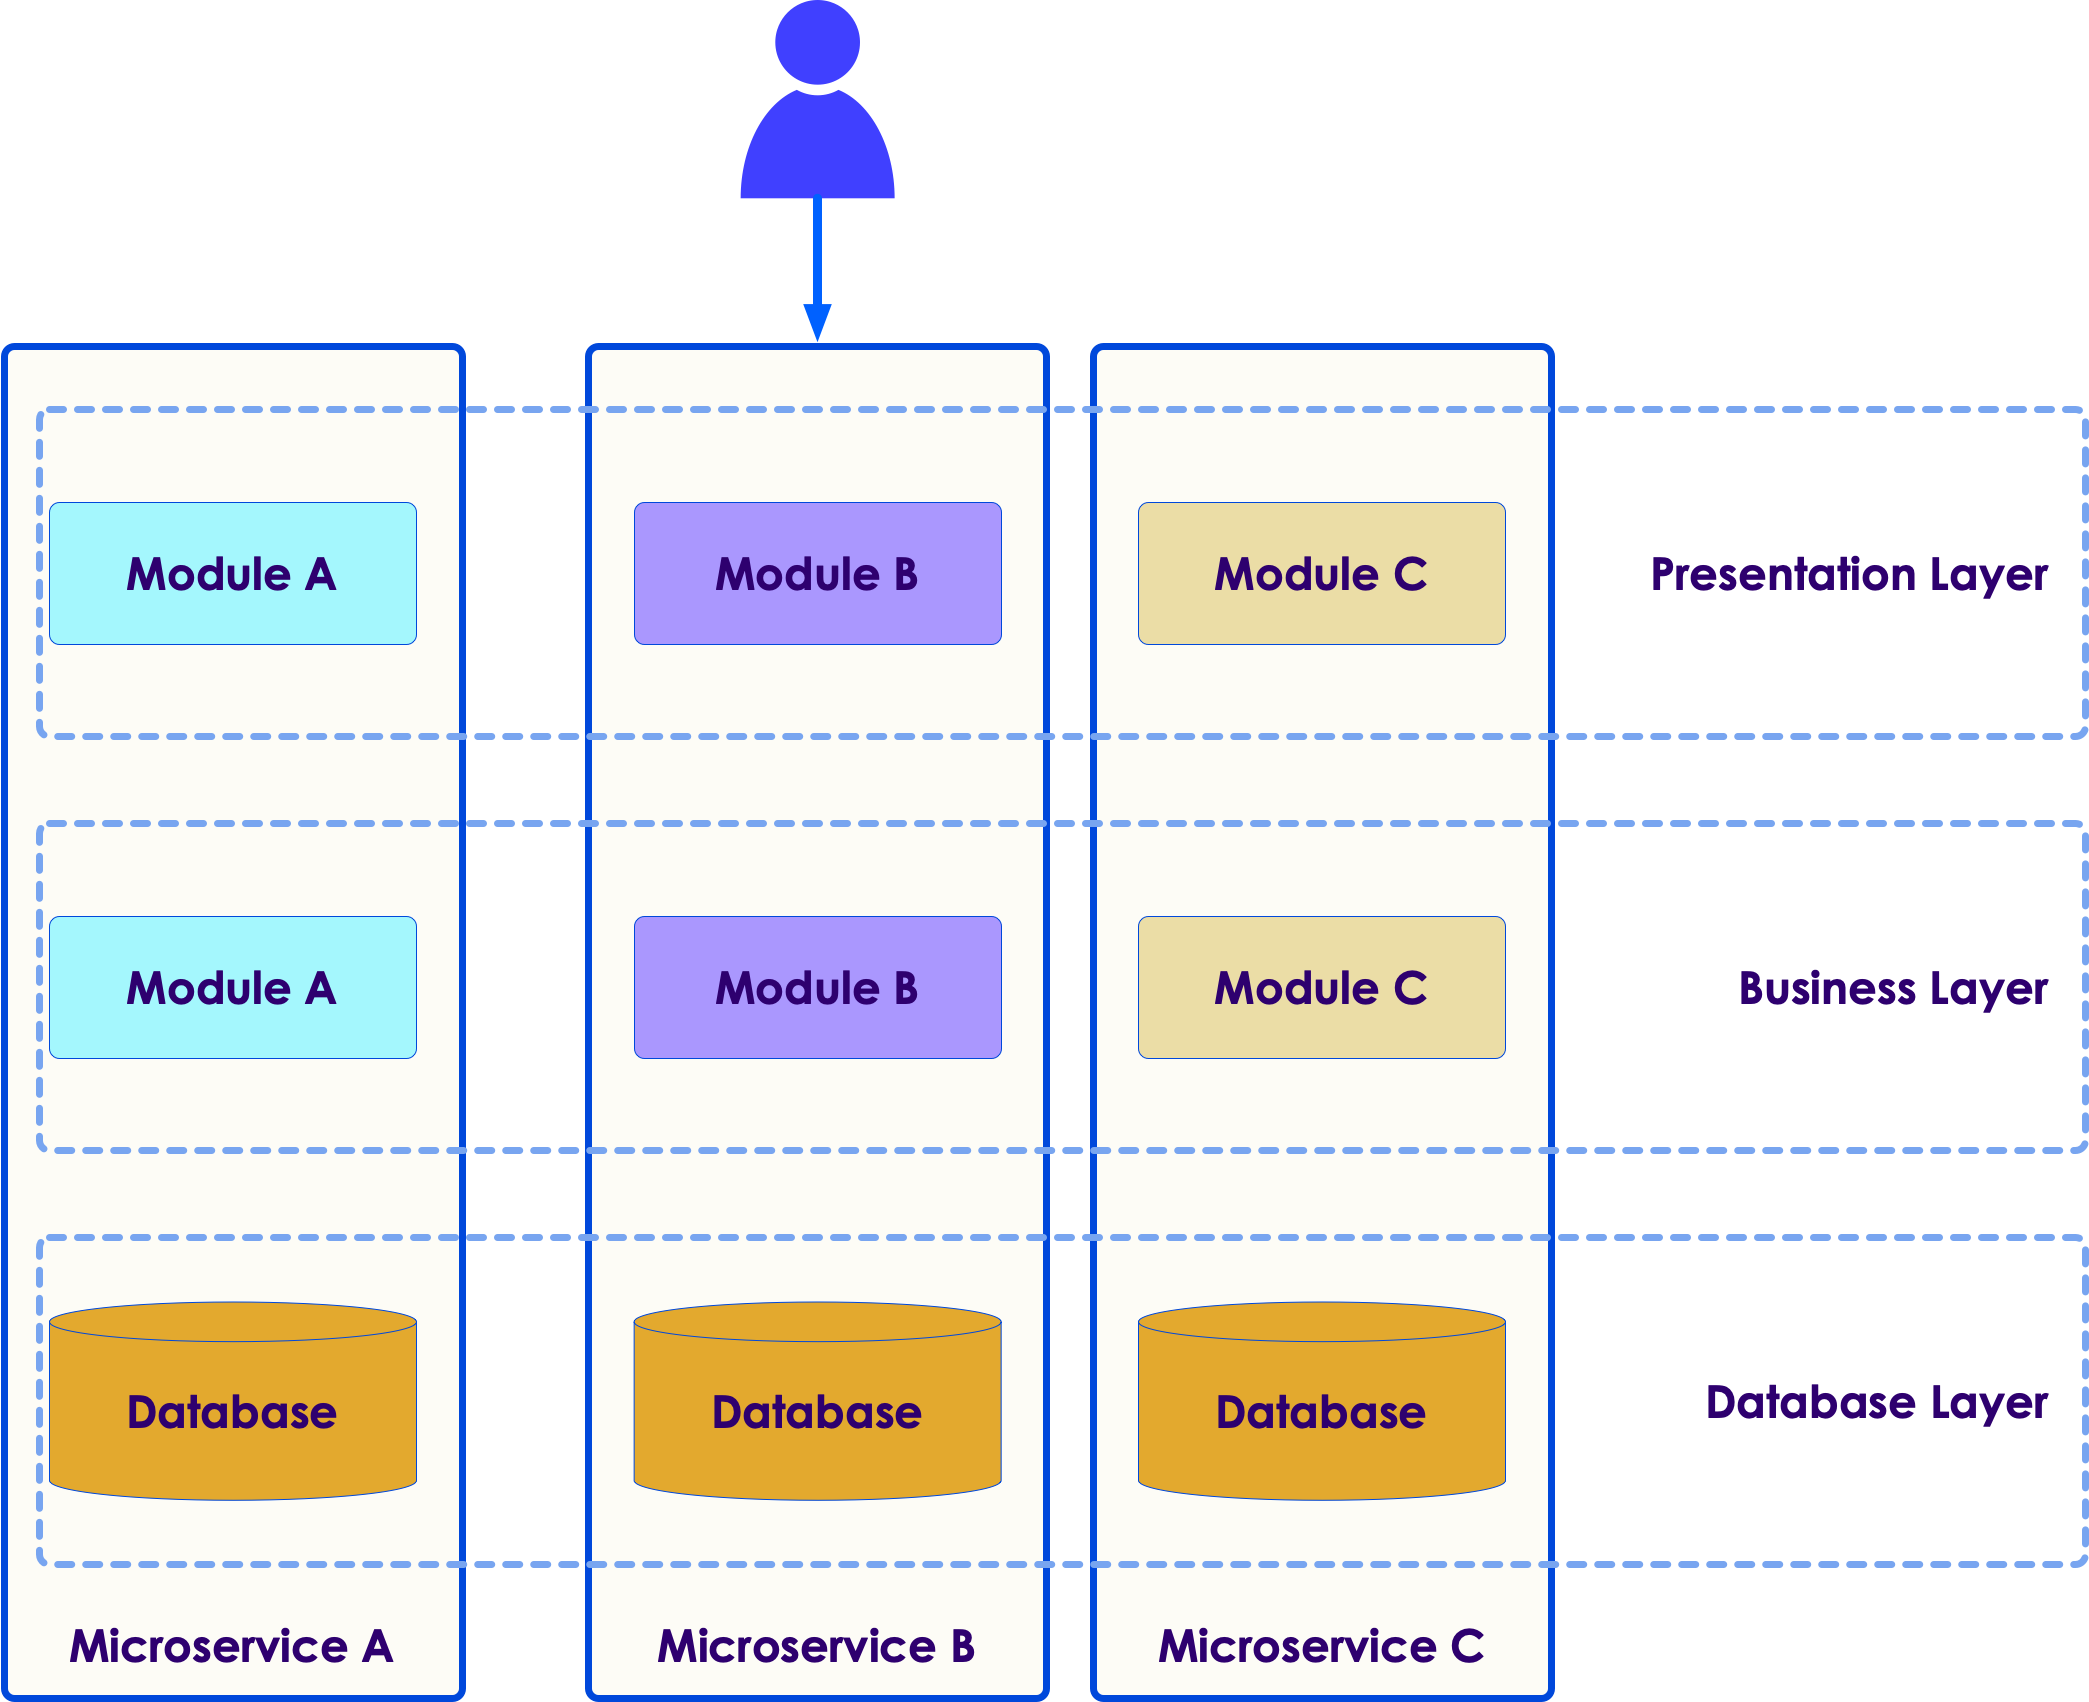 Module A
Module B
Module C
Presentation Layer
Module A
Module B
Module C
Business Layer
Database
Database
Database
Database Layer
Microservice A
Microservice B
Microservice C